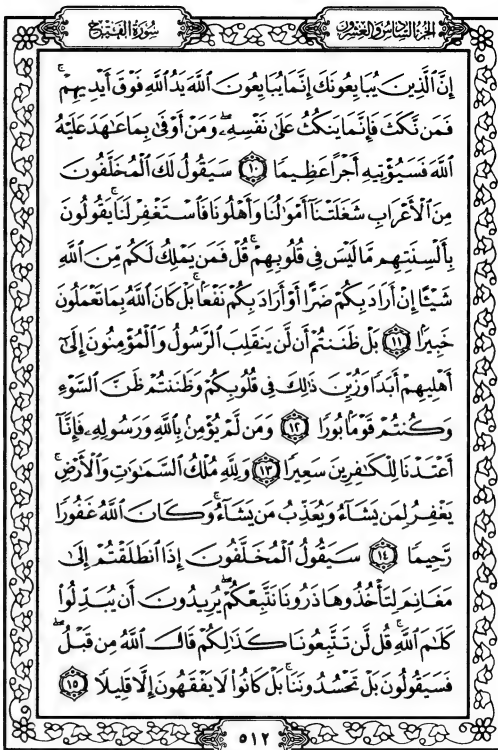 سُورَةُ الفَتْحِ
الجزء السادس والعشرون
إِنَّ ٱلَّذِينَ يُبَايِعُونَكَ إِنَّمَا يُبَايِعُونَ ٱللَّهَ يَدُ ٱللَّهِ فَوْقَ أَيْدِيهِمْۚ
فَمَن نَّكَثَ فَإِنَّمَا يَنكُثُ عَلَىٰ نَفْسِهِۦۖ وَمَنْ أَوْفَىٰ بِمَا عَٰهَدَ عَلَيْهُ
ٱللَّهَ فَسَيُؤْتِيهِ أَجْرًا عَظِيمًا ١٠ سَيَقُولُ لَكَ ٱلْمُخَلَّفُونَ
مِنَ ٱلْأَعْرَابِ شَغَلَتْنَآ أَمْوَٰلُنَا وَأَهْلُونَا فَٱسْتَغْفِرْ لَنَاۚ يَقُولُونَ
بِأَلْسِنَتِهِم مَّا لَيْسَ فِى قُلُوبِهِمْۚ قُلْ فَمَن يَمْلِكُ لَكُم مِّنَ ٱللَّهِ
شَيْـًٔا إِنْ أَرَادَ بِكُمْ ضَرًّا أَوْ أَرَادَ بِكُمْ نَفْعَۢاۚ بَلْ كَانَ ٱللَّهُ بِمَا تَعْمَلُونَ
خَبِيرَۢا ١١ بَلْ ظَنَنتُمْ أَن لَّن يَنقَلِبَ ٱلرَّسُولُ وَٱلْمُؤْمِنُونَ إِلَىٰٓ
أَهْلِيهِمْ أَبَدًا وَزُيِّنَ ذَٰلِكَ فِى قُلُوبِكُمْ وَظَنَنتُمْ ظَنَّ ٱلسَّوْءِ
وَكُنتُمْ قَوْمَۢا بُورًا ١٢ وَمَن لَّمْ يُؤْمِنۢ بِٱللَّهِ وَرَسُولِهِۦ فَإِنَّآ
أَعْتَدْنَا لِلْكَٰفِرِينَ سَعِيرًا ١٣ وَلِلَّهِ مُلْكُ ٱلسَّمَٰوَٰتِ وَٱلْأَرْضِۚ
يَغْفِرُ لِمَن يَشَآءُ وَيُعَذِّبُ مَن يَشَآءُۚ وَكَانَ ٱللَّهُ غَفُورًا
رَّحِيمًا ١٤ سَيَقُولُ ٱلْمُخَلَّفُونَ إِذَا ٱنطَلَقْتُمْ إِلَىٰ
مَغَانِمَ لِتَأْخُذُوهَا ذَرُونَا نَتَّبِعْكُمْۖ يُرِيدُونَ أَن يُبَدِّلُوا۟
كَلَٰمَ ٱللَّهِۚ قُل لَّن تَتَّبِعُونَا كَذَٰلِكُمْ قَالَ ٱللَّهُ مِن قَبْلُۖ
فَسَيَقُولُونَ بَلْ تَحْسُدُونَنَاۚ بَلْ كَانُوا۟ لَا يَفْقَهُونَ إِلَّا قَلِيلًا ١٥
٥١٢